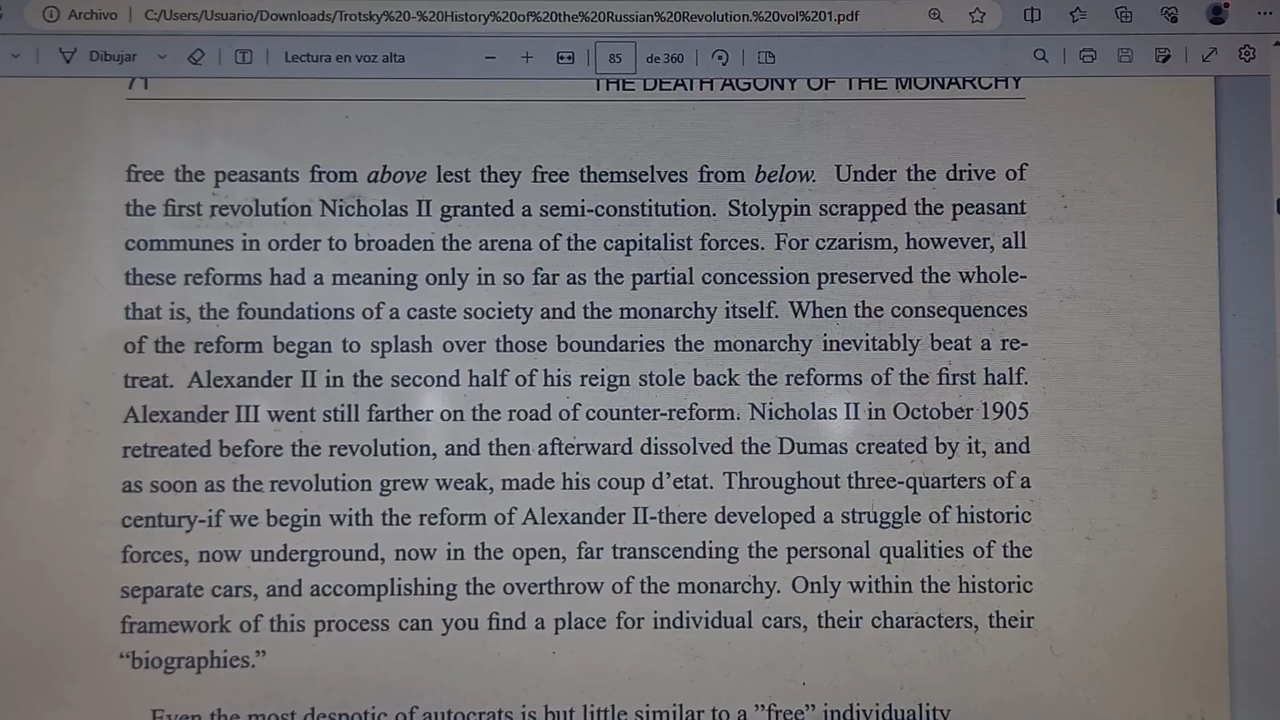 Archivo C:/Users/Usuario/Downloads/Trotsky%20-%20History%20of%20the%20Russian%20Revolution.%20vol%201.pdf
Dibujar Lectura en voz alta 85 de 360
71 THE DEATH AGONY OF THE MONARCHY
free the peasants from above lest they free themselves from below. Under the drive of
the first revolution Nicholas II granted a semi-constitution. Stolypin scrapped the peasant
communes in order to broaden the arena of the capitalist forces. For czarism, however, all
these reforms had a meaning only in so far as the partial concession preserved the whole-
that is, the foundations of a caste society and the monarchy itself. When the consequences
of the reform began to splash over those boundaries the monarchy inevitably beat a re-
treat. Alexander II in the second half of his reign stole back the reforms of the first half.
Alexander III went still farther on the road of counter-reform. Nicholas II in October 1905
retreated before the revolution, and then afterward dissolved the Dumas created by it, and
as soon as the revolution grew weak, made his coup d’etat. Throughout three-quarters of a
century-if we begin with the reform of Alexander II-there developed a struggle of historic
forces, now underground, now in the open, far transcending the personal qualities of the
separate cars, and accomplishing the overthrow of the monarchy. Only within the historic
framework of this process can you find a place for individual cars, their characters, their
“biographies.”
Even the most despotic of autocrats is but little similar to a ”free” individuality